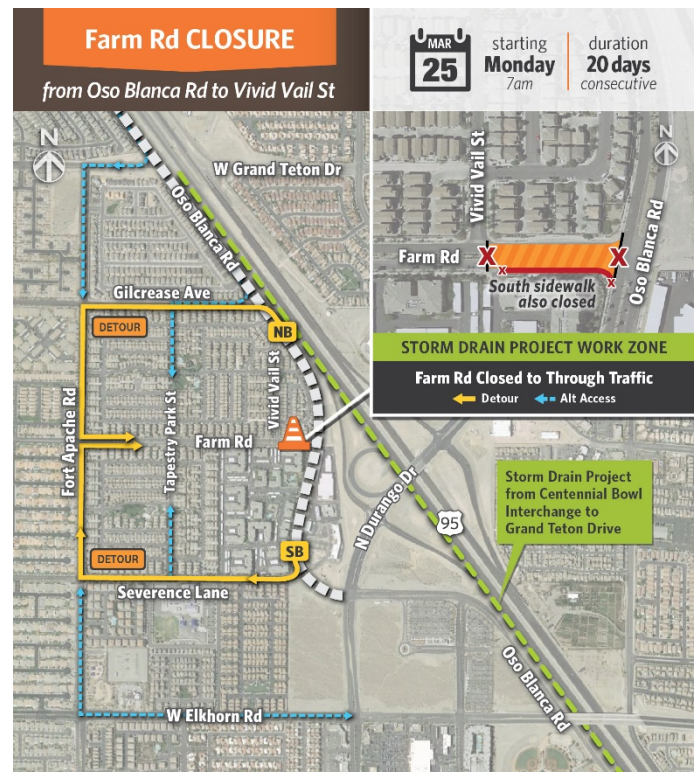 Farm Rd CLOSURE
from Oso Blanca Rd to Vivid Vail St
MAR
25
starting
Monday
7am
duration
20 days
consecutive
N
W Grand Teton Dr
Oso Blanca Rd
Gilcrease Ave
DETOUR
NB
Vivid Vail St
Fort Apache Rd
Tapestry Park St
Farm Rd
N Durango Dr
95
DETOUR
SB
Severence Lane
W Elkhorn Rd
Oso Blanca Rd
Storm Drain Project
from Centennial Bowl
Interchange to
Grand Teton Drive
N
Vivid Vail St
Farm Rd
X
X
x
x
Oso Blanca Rd
South sidewalk
also closed
STORM DRAIN PROJECT WORK ZONE
Farm Rd Closed to Through Traffic
Detour
Alt Access